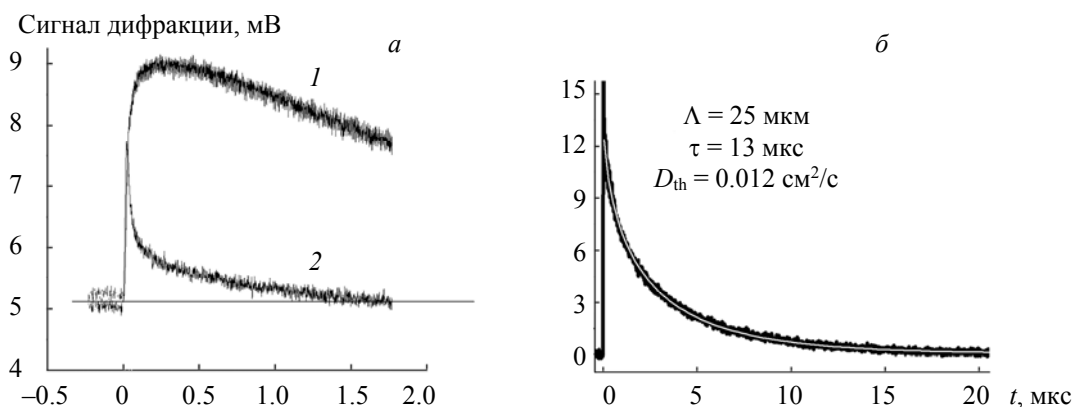 Сигнал дифракции, мВ
а
9
8
7
6
5
4
1
2
–0.5 0 0.5 1.0 1.5 2.0
б
15
12
9
6
3
0
Λ = 25 мкм
τ = 13 мкс
Dth = 0.012 см²/с
0 5 10 15 20 t, мкс